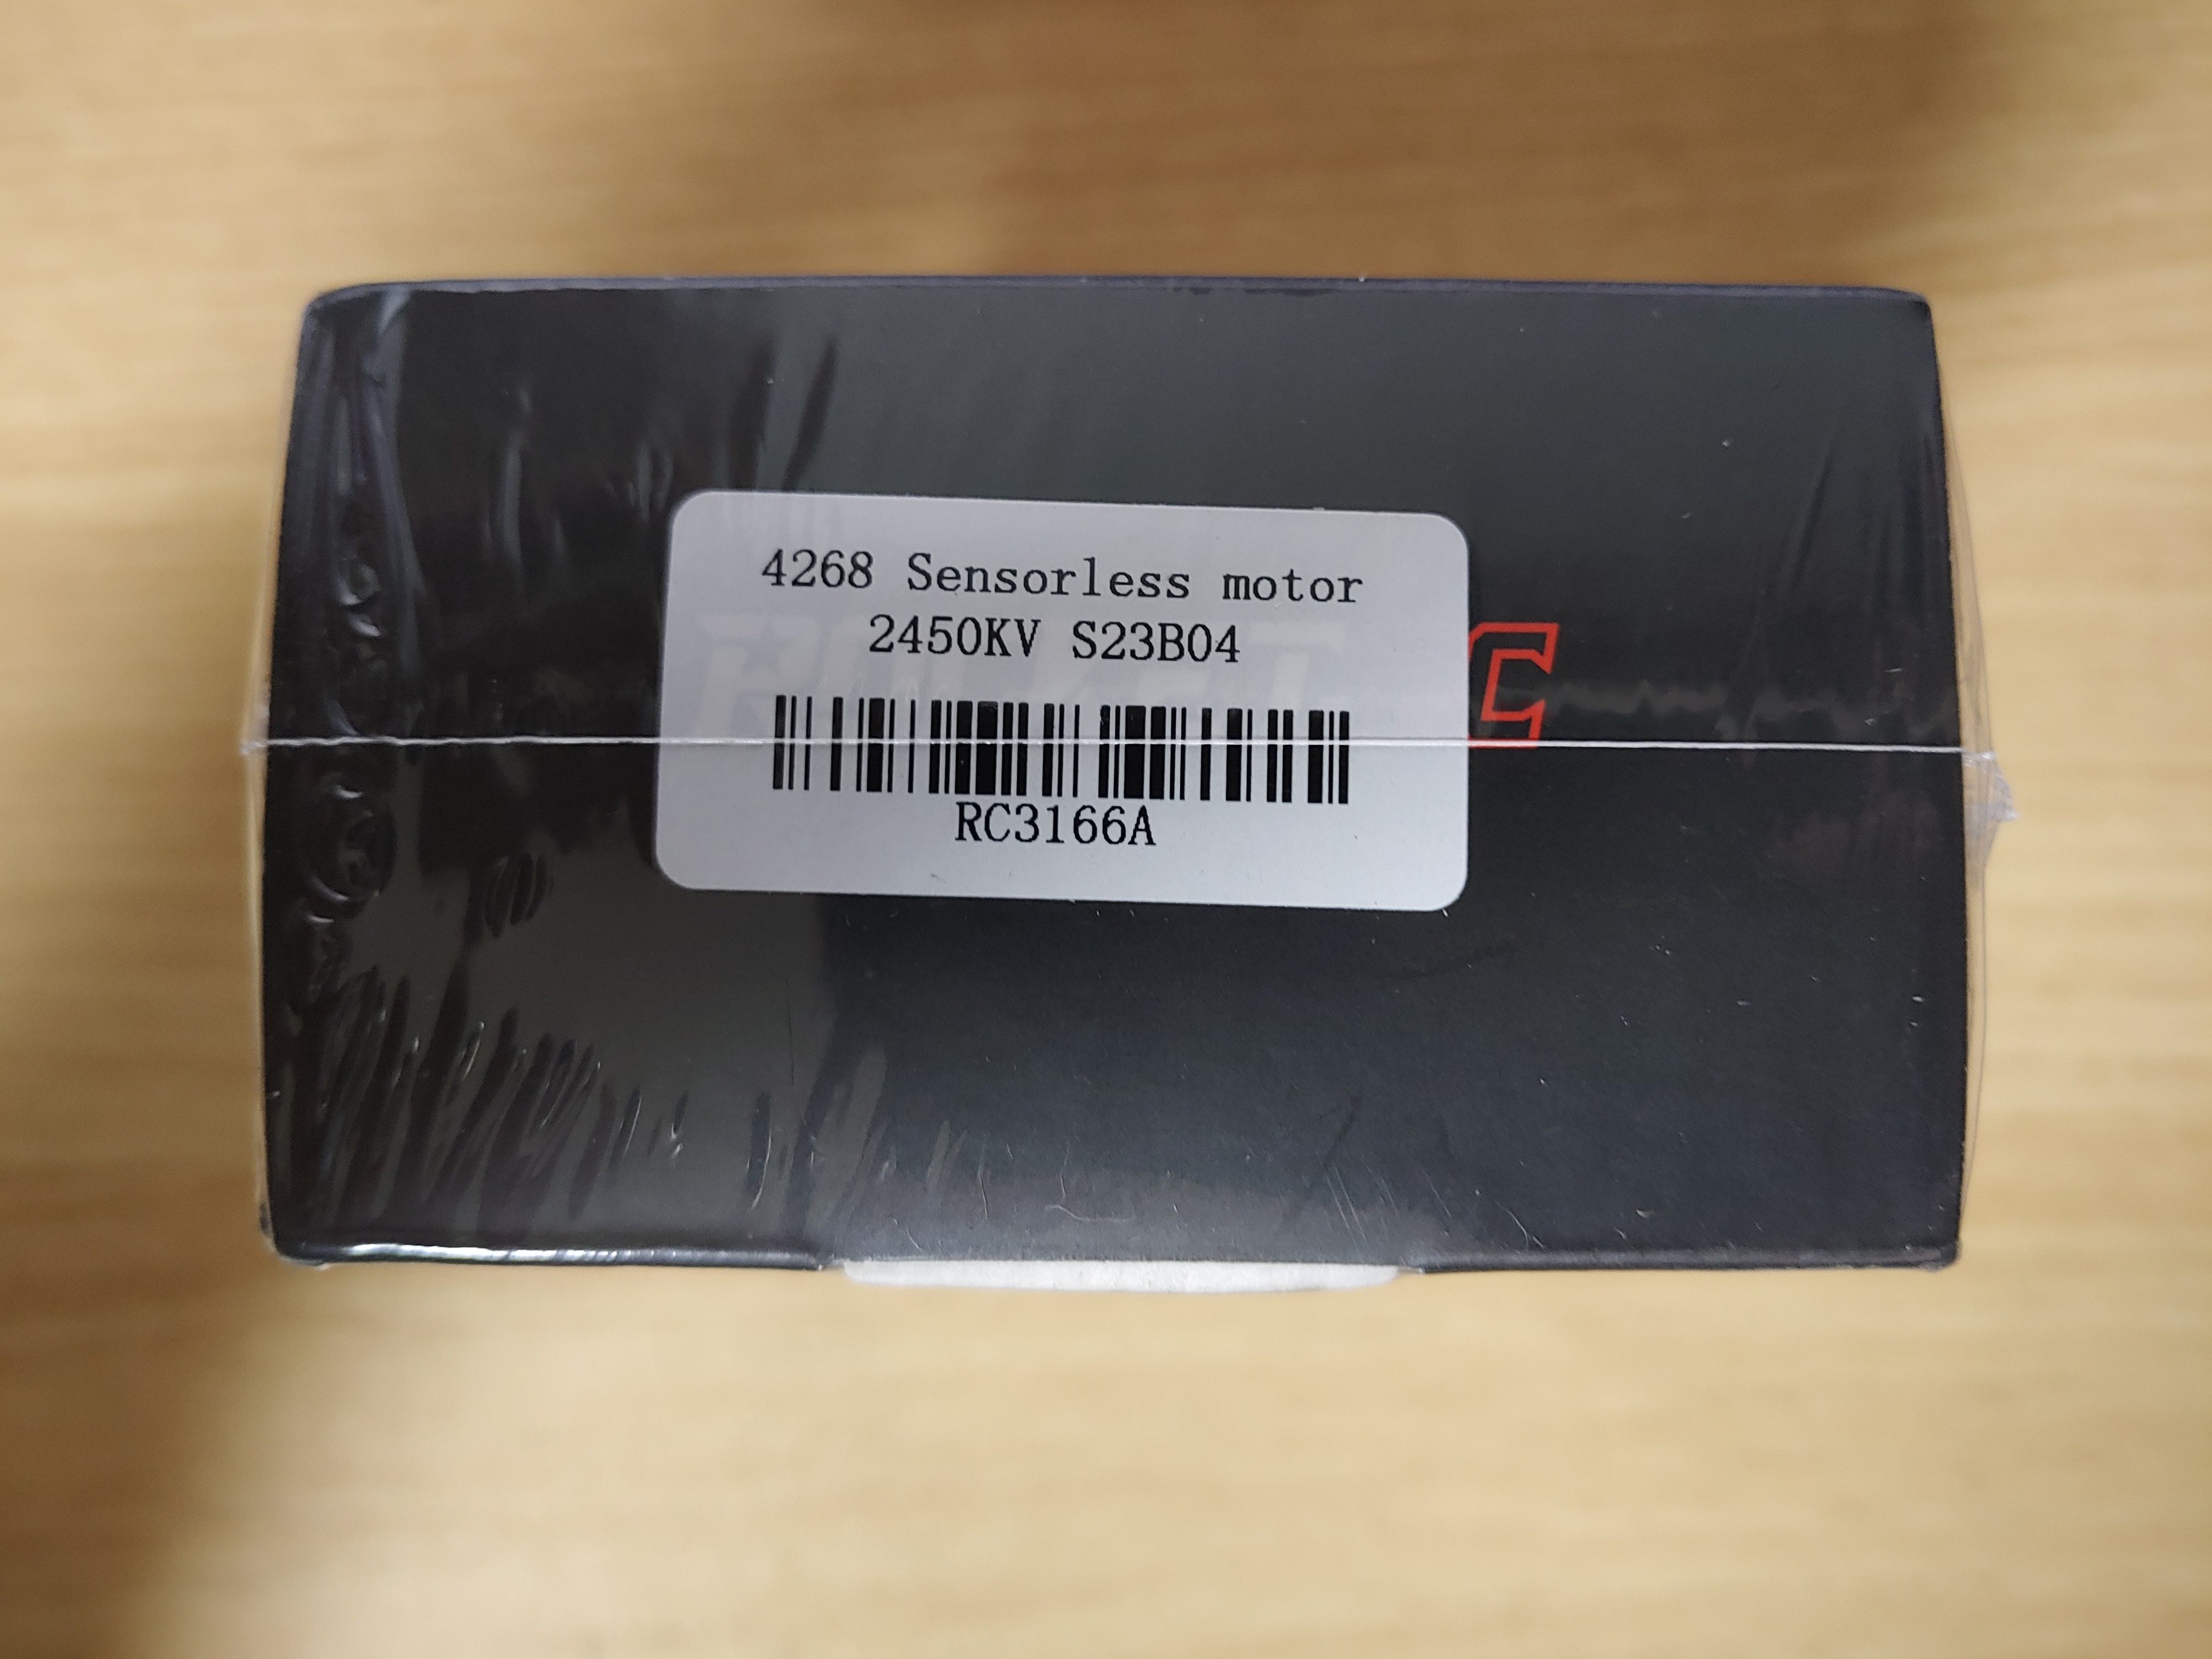 4268 Sensorless motor
2450KV S23B04
RC3166A